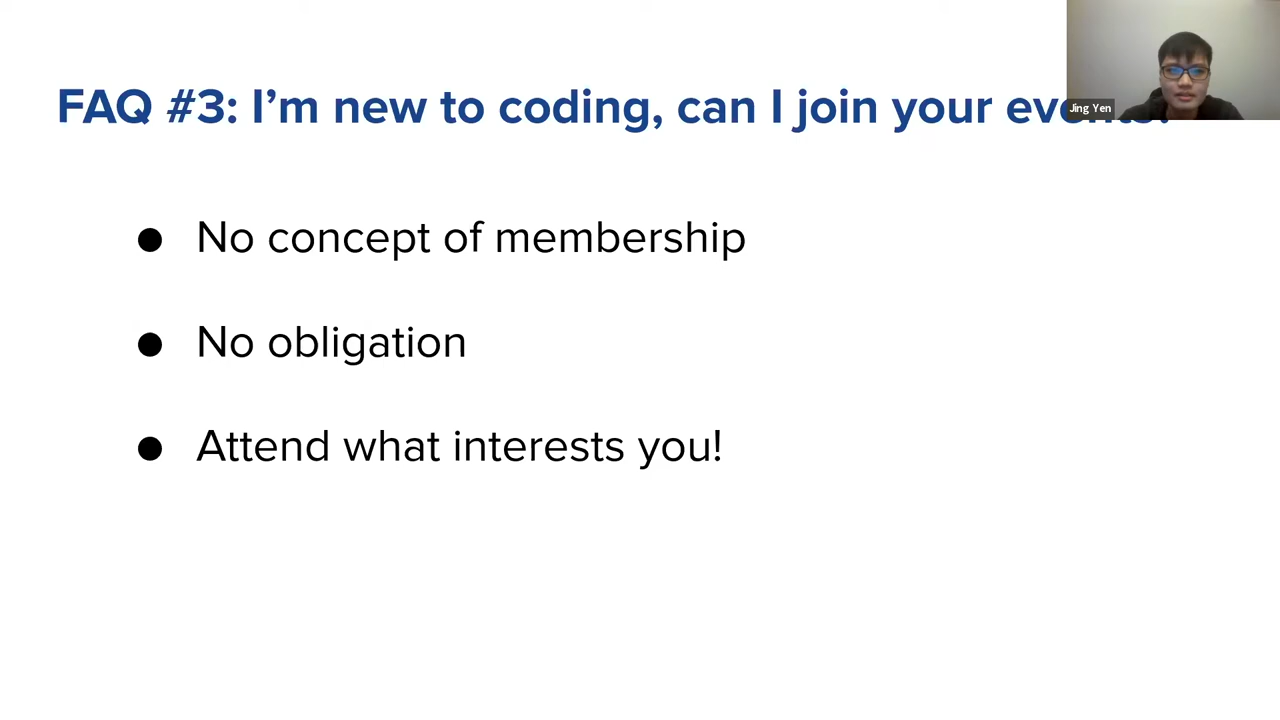 FAQ #3: I'm new to coding, can I join your events?
Jing Yen
● No concept of membership
● No obligation
● Attend what interests you!